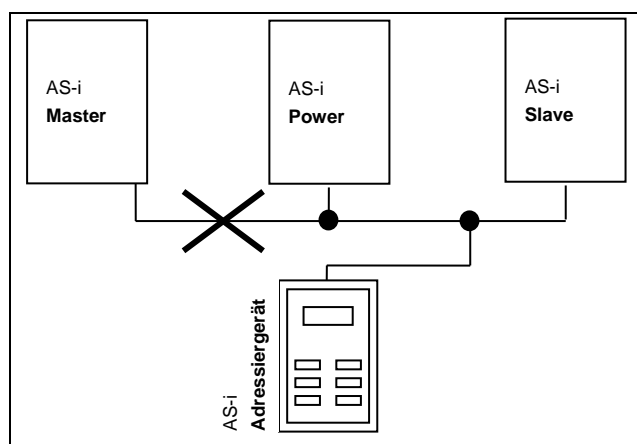 AS-i
Master
AS-i
Power
AS-i
Slave
AS-i
Adressiergerät